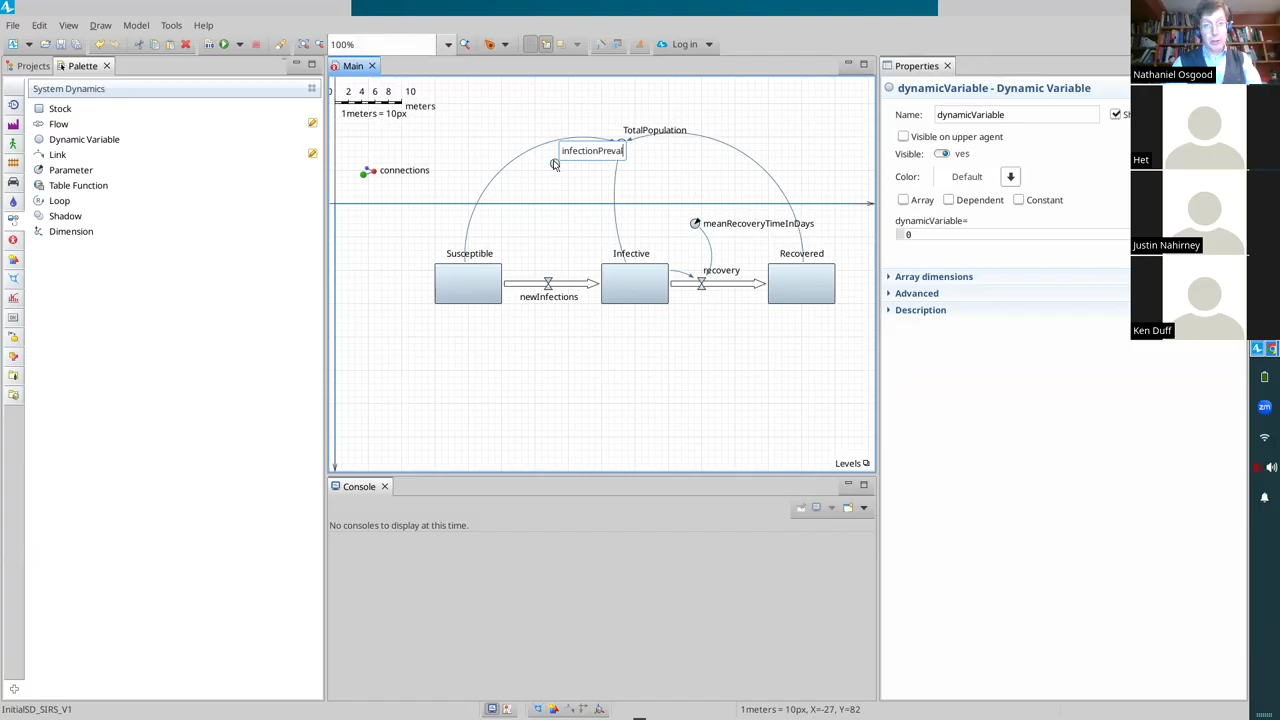 File Edit View Draw Model Tools Help
100%
Log in
Projects
Palette
System Dynamics
Stock
Flow
Dynamic Variable
Link
Parameter
Table Function
Loop
Shadow
Dimension
Main
0 2 4 6 8 10
meters
1meters = 10px
connections
TotalPopulation
infectionPreval
meanRecoveryTimeInDays
Susceptible
Infective
Recovered
recovery
newInfections
Levels
Console
No consoles to display at this time.
Properties
dynamicVariable - Dynamic Variable
Name: dynamicVariable
Visible on upper agent
Visible: yes
Color: Default
Array Dependent Constant
dynamicVariable=
0
Array dimensions
Advanced
Description
Nathaniel Osgood
Het
Justin Nahirney
Ken Duff
zm
InitialSD_SIRS_V1
1meters = 10px, X=-27, Y=82